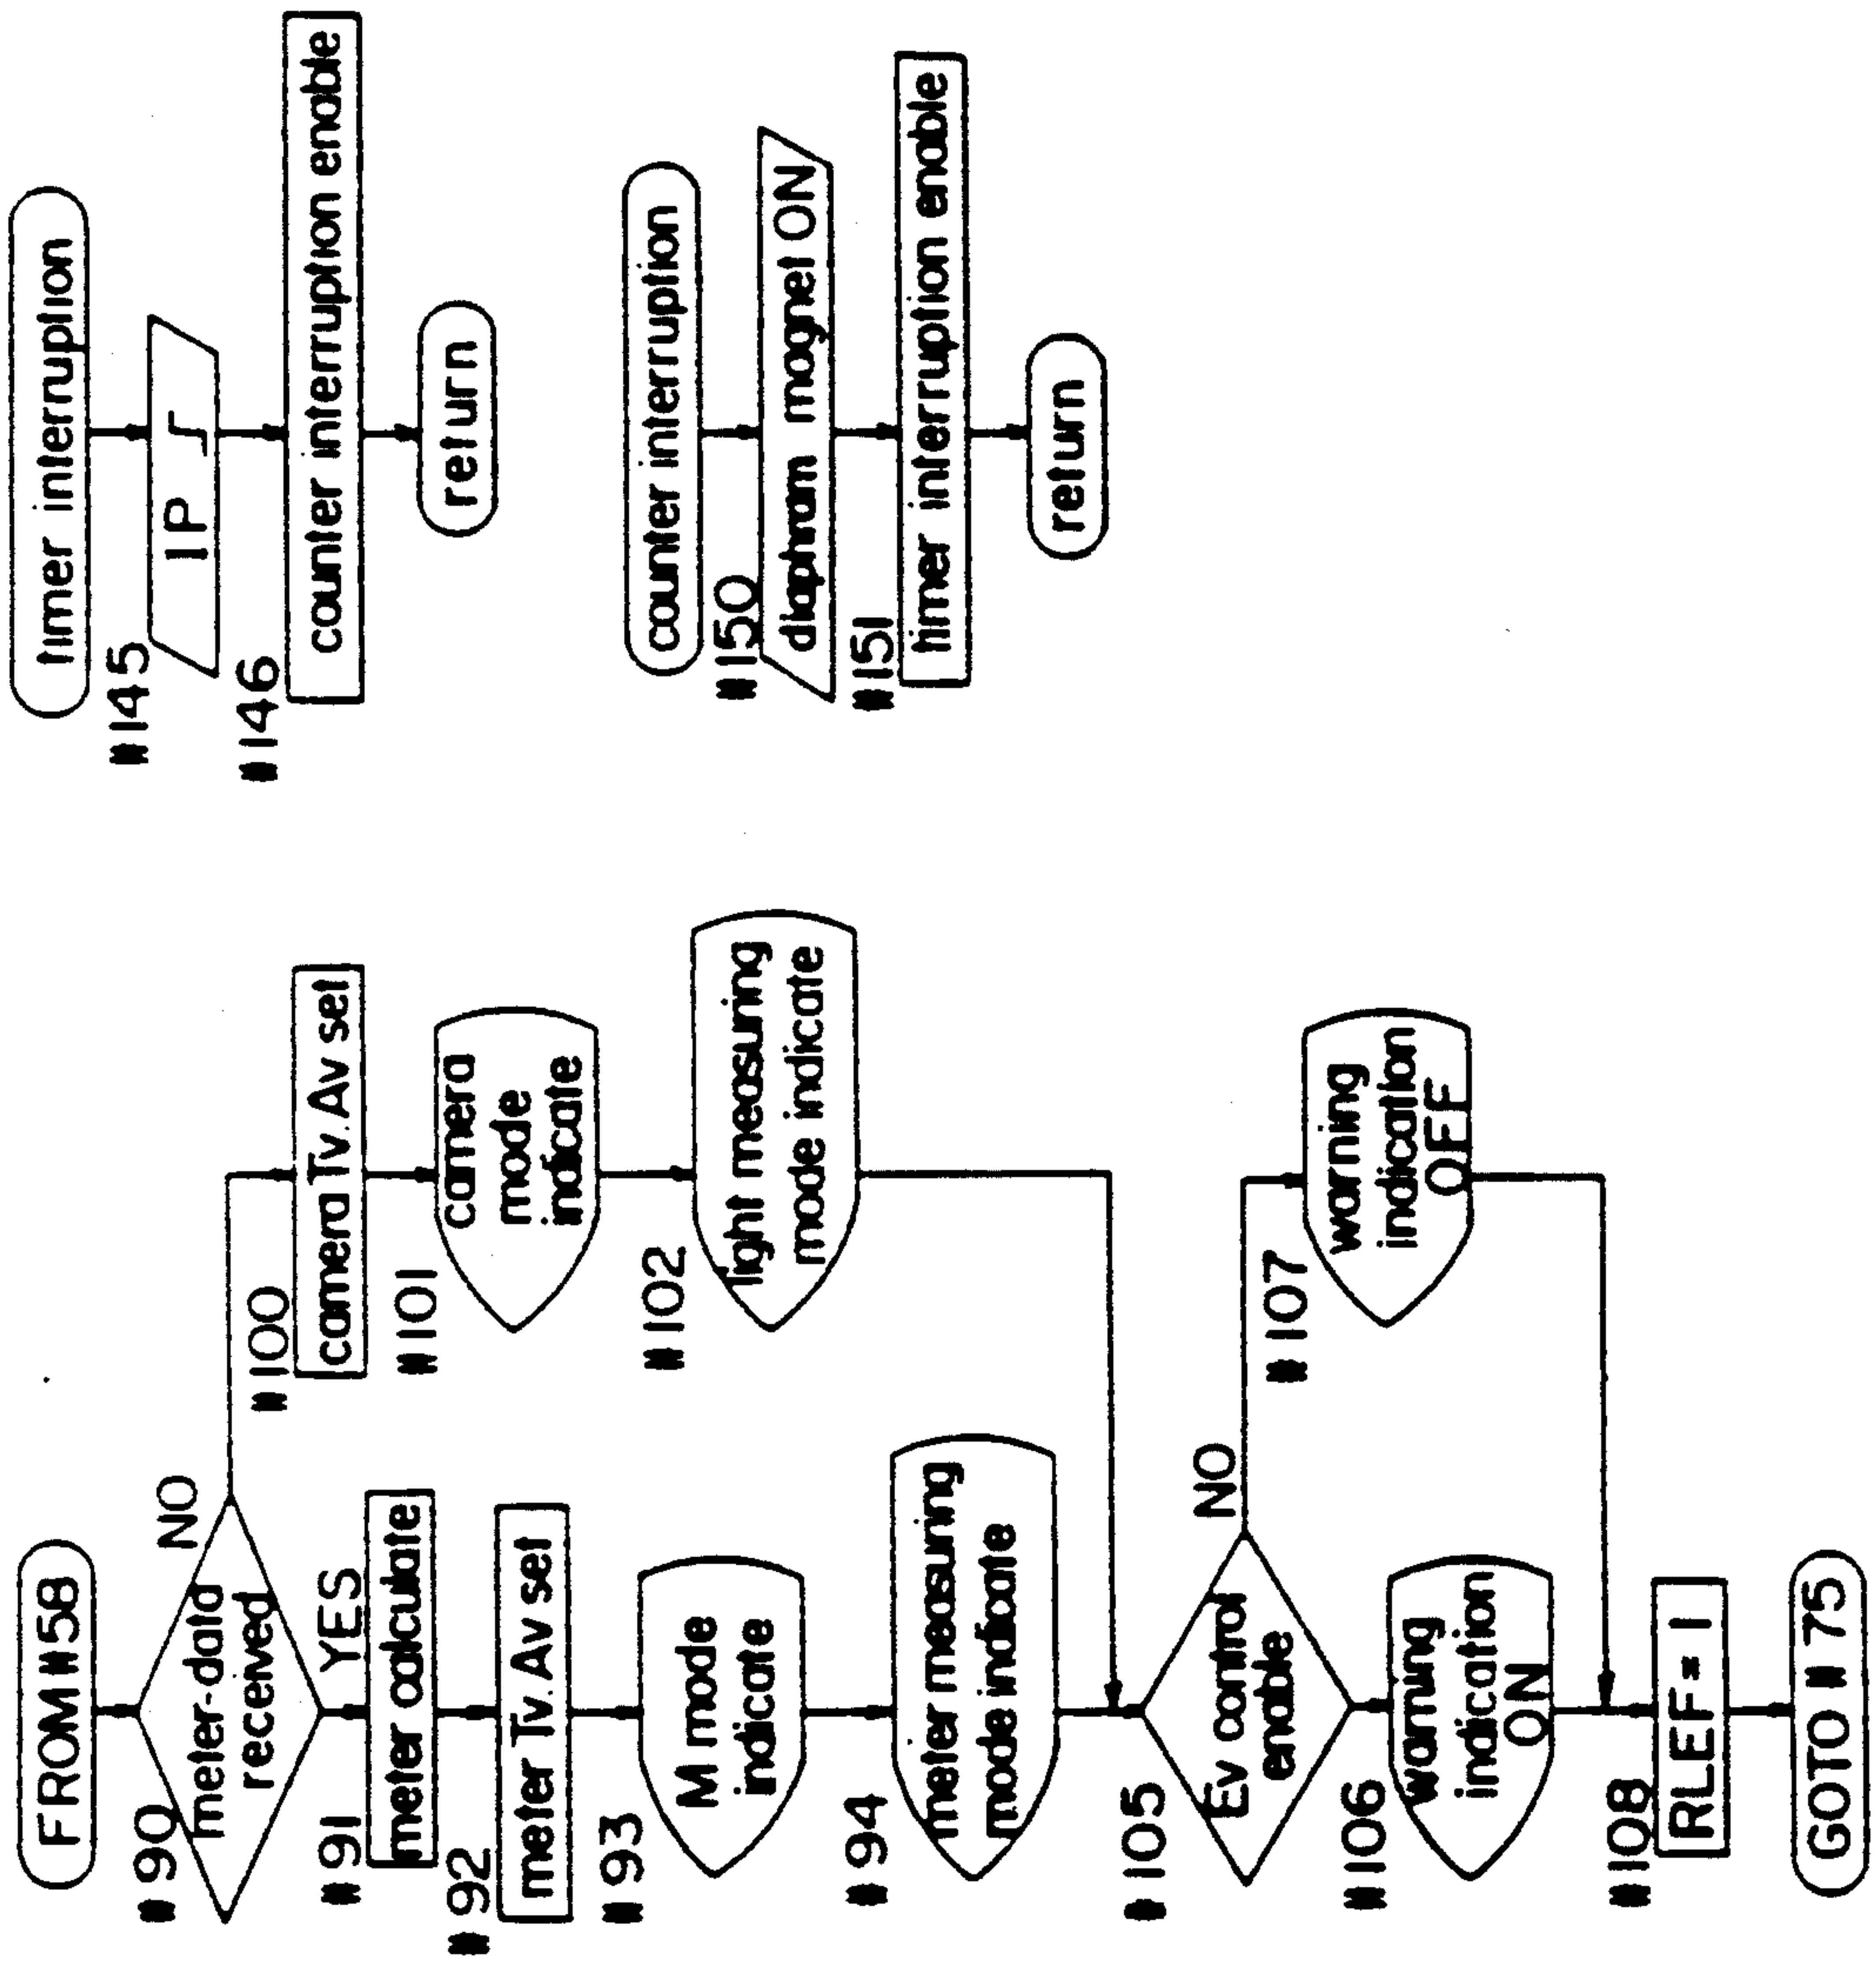 FROM #58
#90
meter-data
received
NO
YES
#91
meter calculate
#92
meter Tv. Av set
#93
M mode
indicate
#94
meter measuring
mode indicate
#100
camera Tv. Av set
#101
camera
mode
indicate
#102
light measuring
mode indicate
#105
Ev control
enable
NO
#106
warning
indication
ON
#107
warning
indication
OFF
#108
RLEF = 1
GOTO #75
timer interruption
#145
IP
#146
counter interruption enable
return
counter interruption
#150
diaphram magnet ON
#151
timer interruption enable
return